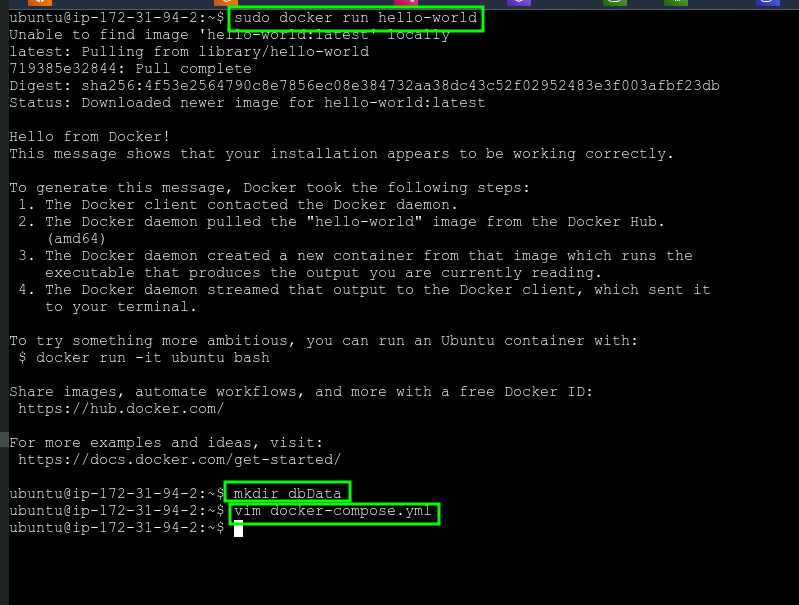 ubuntu@ip-172-31-94-2:~$ sudo docker run hello-world
Unable to find image 'hello-world:latest' locally
latest: Pulling from library/hello-world
719385e32844: Pull complete
Digest: sha256:4f53e2564790c8e7856ec08e384732aa38dc43c52f02952483e3f003afbf23db
Status: Downloaded newer image for hello-world:latest
Hello from Docker!
This message shows that your installation appears to be working correctly.
To generate this message, Docker took the following steps:
1. The Docker client contacted the Docker daemon.
2. The Docker daemon pulled the "hello-world" image from the Docker Hub.
(amd64)
3. The Docker daemon created a new container from that image which runs the
executable that produces the output you are currently reading.
4. The Docker daemon streamed that output to the Docker client, which sent it
to your terminal.
To try something more ambitious, you can run an Ubuntu container with:
$ docker run -it ubuntu bash
Share images, automate workflows, and more with a free Docker ID:
https://hub.docker.com/
For more examples and ideas, visit:
https://docs.docker.com/get-started/
ubuntu@ip-172-31-94-2:~$ mkdir dbData
ubuntu@ip-172-31-94-2:~$ vim docker-compose.yml
ubuntu@ip-172-31-94-2:~$